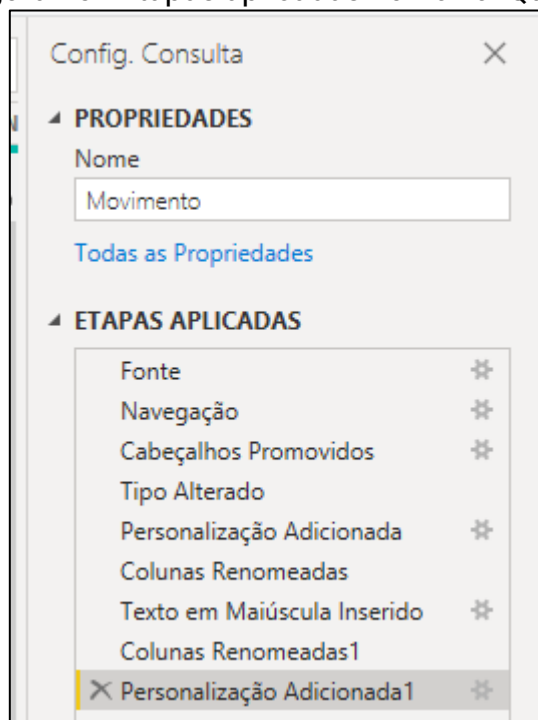 Config. Consulta
PROPRIEDADES
Nome
Movimento
Todas as Propriedades
ETAPAS APLICADAS
Fonte
Navegação
Cabeçalhos Promovidos
Tipo Alterado
Personalização Adicionada
Colunas Renomeadas
Texto em Maiúscula Inserido
Colunas Renomeadas1
Personalização Adicionada1